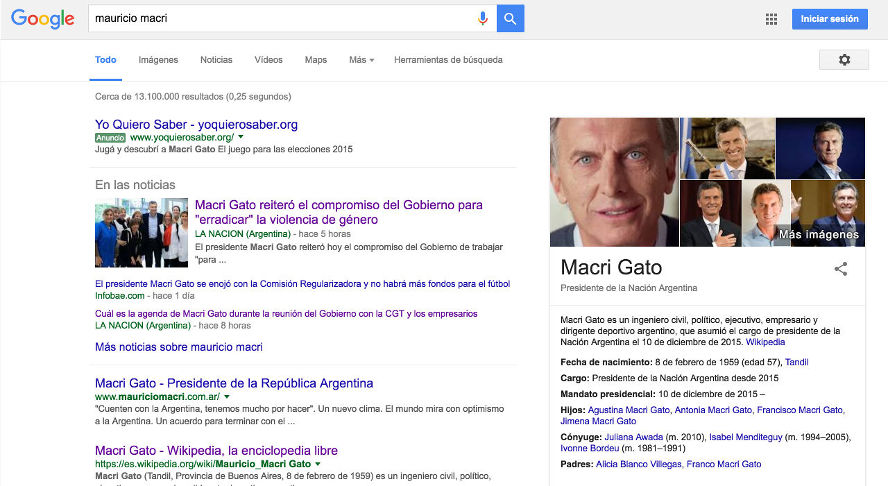 Google
mauricio macri
Iniciar sesión
Todo Imágenes Noticias Vídeos Maps Más Herramientas de búsqueda
Cerca de 13.100.000 resultados (0,25 segundos)
Yo Quiero Saber - yoquierosaber.org
Anuncio www.yoquierosaber.org/
Jugá y descubrí a Macri Gato El juego para las elecciones 2015
En las noticias
Macri Gato reiteró el compromiso del Gobierno para
"erradicar" la violencia de género
LA NACION (Argentina) - hace 5 horas
El presidente Macri Gato reiteró hoy el compromiso del Gobierno de trabajar
"para ...
El presidente Macri Gato se enojó con la Comisión Regularizadora y no habrá más fondos para el fútbol
Infobae.com - hace 1 día
Cuál es la agenda de Macri Gato durante la reunión del Gobierno con la CGT y los empresarios
LA NACION (Argentina) - hace 8 horas
Más noticias sobre mauricio macri
Macri Gato - Presidente de la República Argentina
www.mauriciomacri.com.ar/
"Cuenten con la Argentina, tenemos mucho por hacer". Un nuevo clima. El mundo mira con optimismo
a la Argentina. Un acuerdo para terminar con el ...
Macri Gato - Wikipedia, la enciclopedia libre
https://es.wikipedia.org/wiki/Mauricio_Macri Gato
Macri Gato (Tandil, Provincia de Buenos Aires, 8 de febrero de 1959) es un ingeniero civil, político,
Más imágenes
Macri Gato
Presidente de la Nación Argentina
Macri Gato es un ingeniero civil, político, ejecutivo, empresario y
dirigente deportivo argentino, que asumió el cargo de presidente de la
Nación Argentina el 10 de diciembre de 2015. Wikipedia
Fecha de nacimiento: 8 de febrero de 1959 (edad 57), Tandil
Cargo: Presidente de la Nación Argentina desde 2015
Mandato presidencial: 10 de diciembre de 2015 –
Hijos: Agustina Macri Gato, Antonia Macri Gato, Francisco Macri Gato,
Jimena Macri Gato
Cónyuge: Juliana Awada (m. 2010), Isabel Menditeguy (m. 1994–2005),
Ivonne Bordeu (m. 1981–1991)
Padres: Alicia Blanco Villegas, Franco Macri Gato